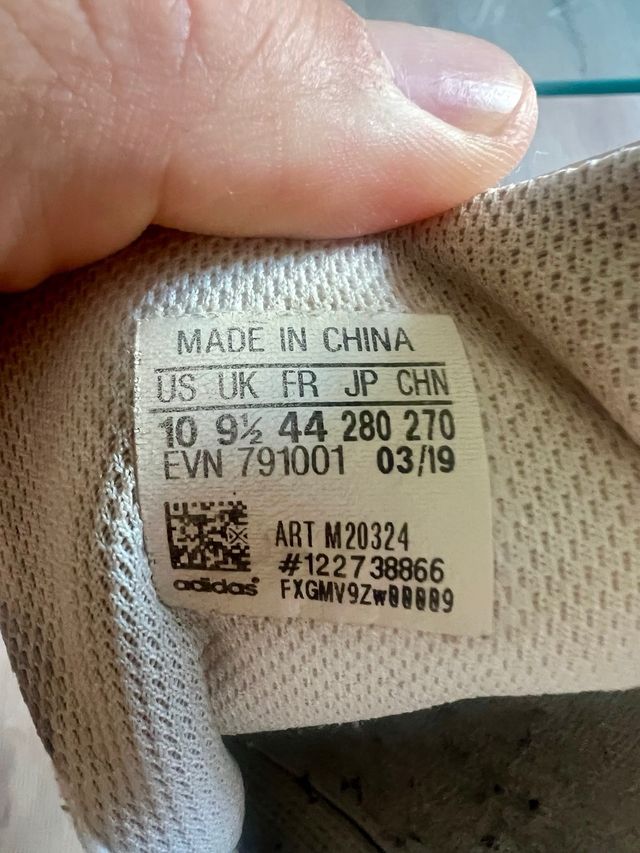 MADE IN CHINA
US UK FR JP CHN
10 9½ 44 280 270
EVN 791001 03/19
ART M20324
#122738866
adidas
FXGMV9Zw00009